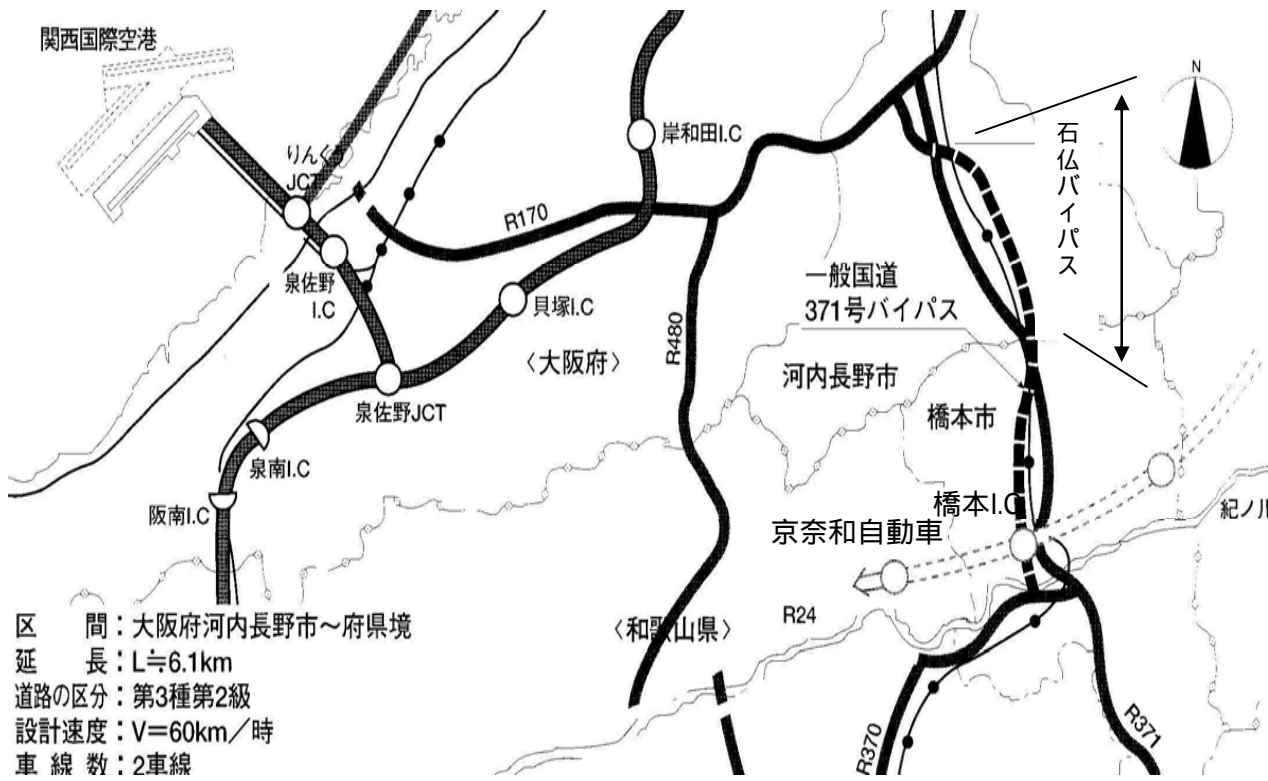 関西国際空港
N
岸和田I.C
石仏バイパス
りんくう
JCT
R170
泉佐野
I.C
貝塚I.C
一般国道
371号バイパス
R480
〈大阪府〉
河内長野市
泉佐野JCT
橋本市
泉南I.C
橋本I.C
阪南I.C
京奈和自動車
紀ノ川
R24
〈和歌山県〉
R371
R370
区間：大阪府河内長野市～府県境
延長：L≒6.1km
道路の区分：第3種第2級
設計速度：V＝60km／時
車線数：2車線